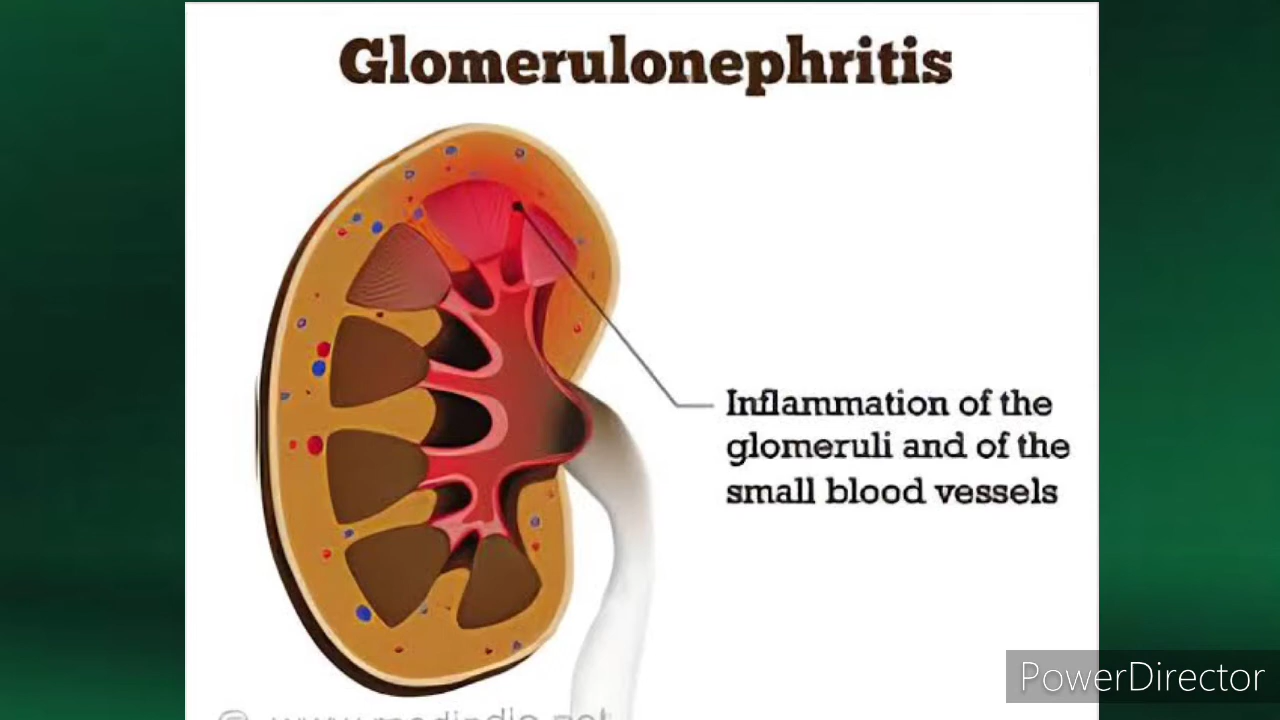 Glomerulonephritis
Inflammation of the
glomeruli and of the
small blood vessels
PowerDirector